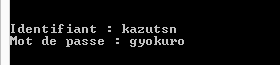 Identifiant : kazutsn
Mot de passe : gyokuro